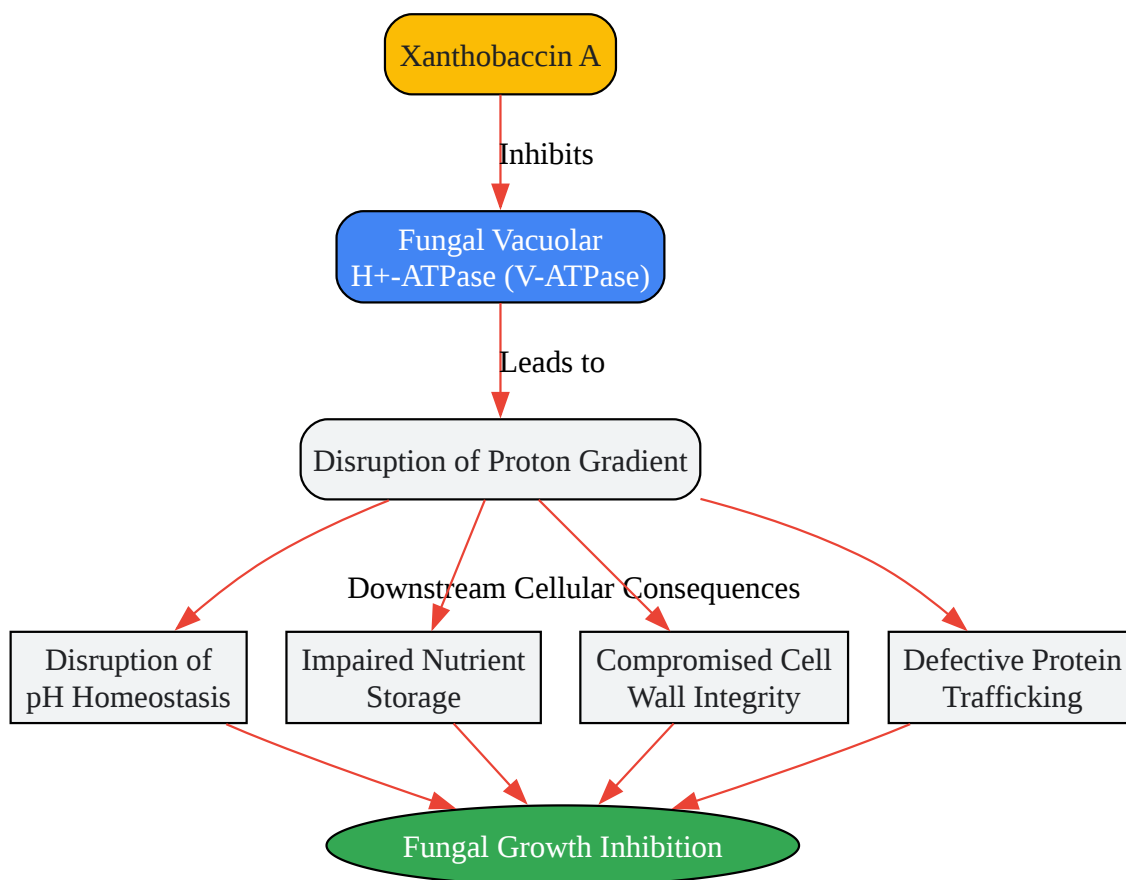 Xanthobaccin A
Inhibits
Fungal Vacuolar
H+-ATPase (V-ATPase)
Leads to
Disruption of Proton Gradient
Downstream Cellular Consequences
Disruption of
pH Homeostasis
Impaired Nutrient
Storage
Compromised Cell
Wall Integrity
Defective Protein
Trafficking
Fungal Growth Inhibition